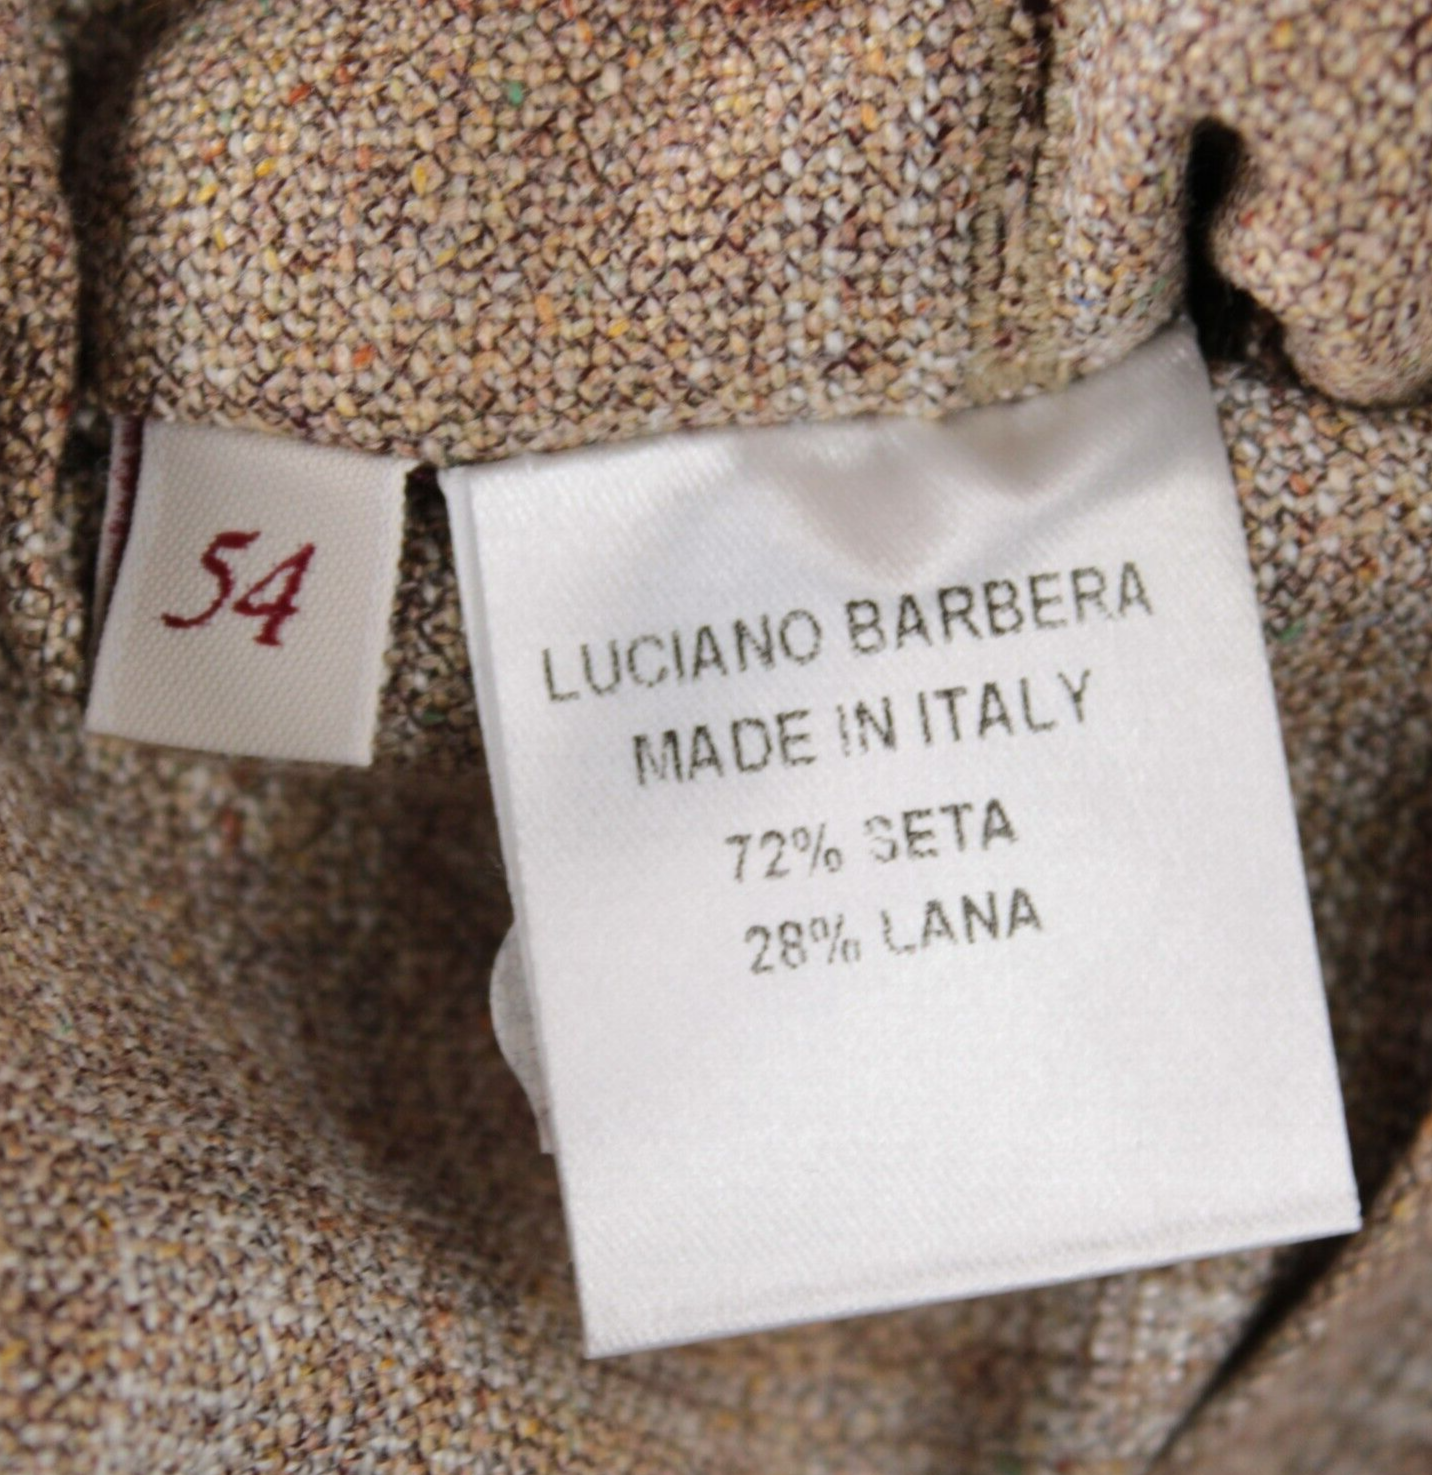 54
LUCIANO BARBERA
MADE IN ITALY
72% SETA
28% LANA